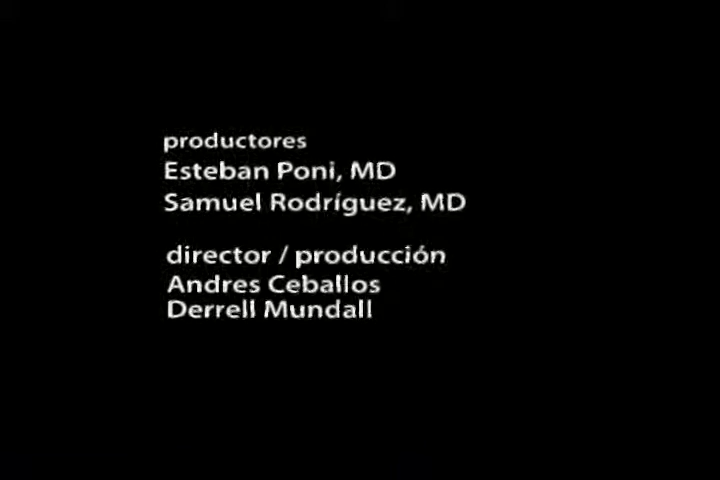 productores
Esteban Poni, MD
Samuel Rodríguez, MD
director / producción
Andres Ceballos
Derrell Mundall